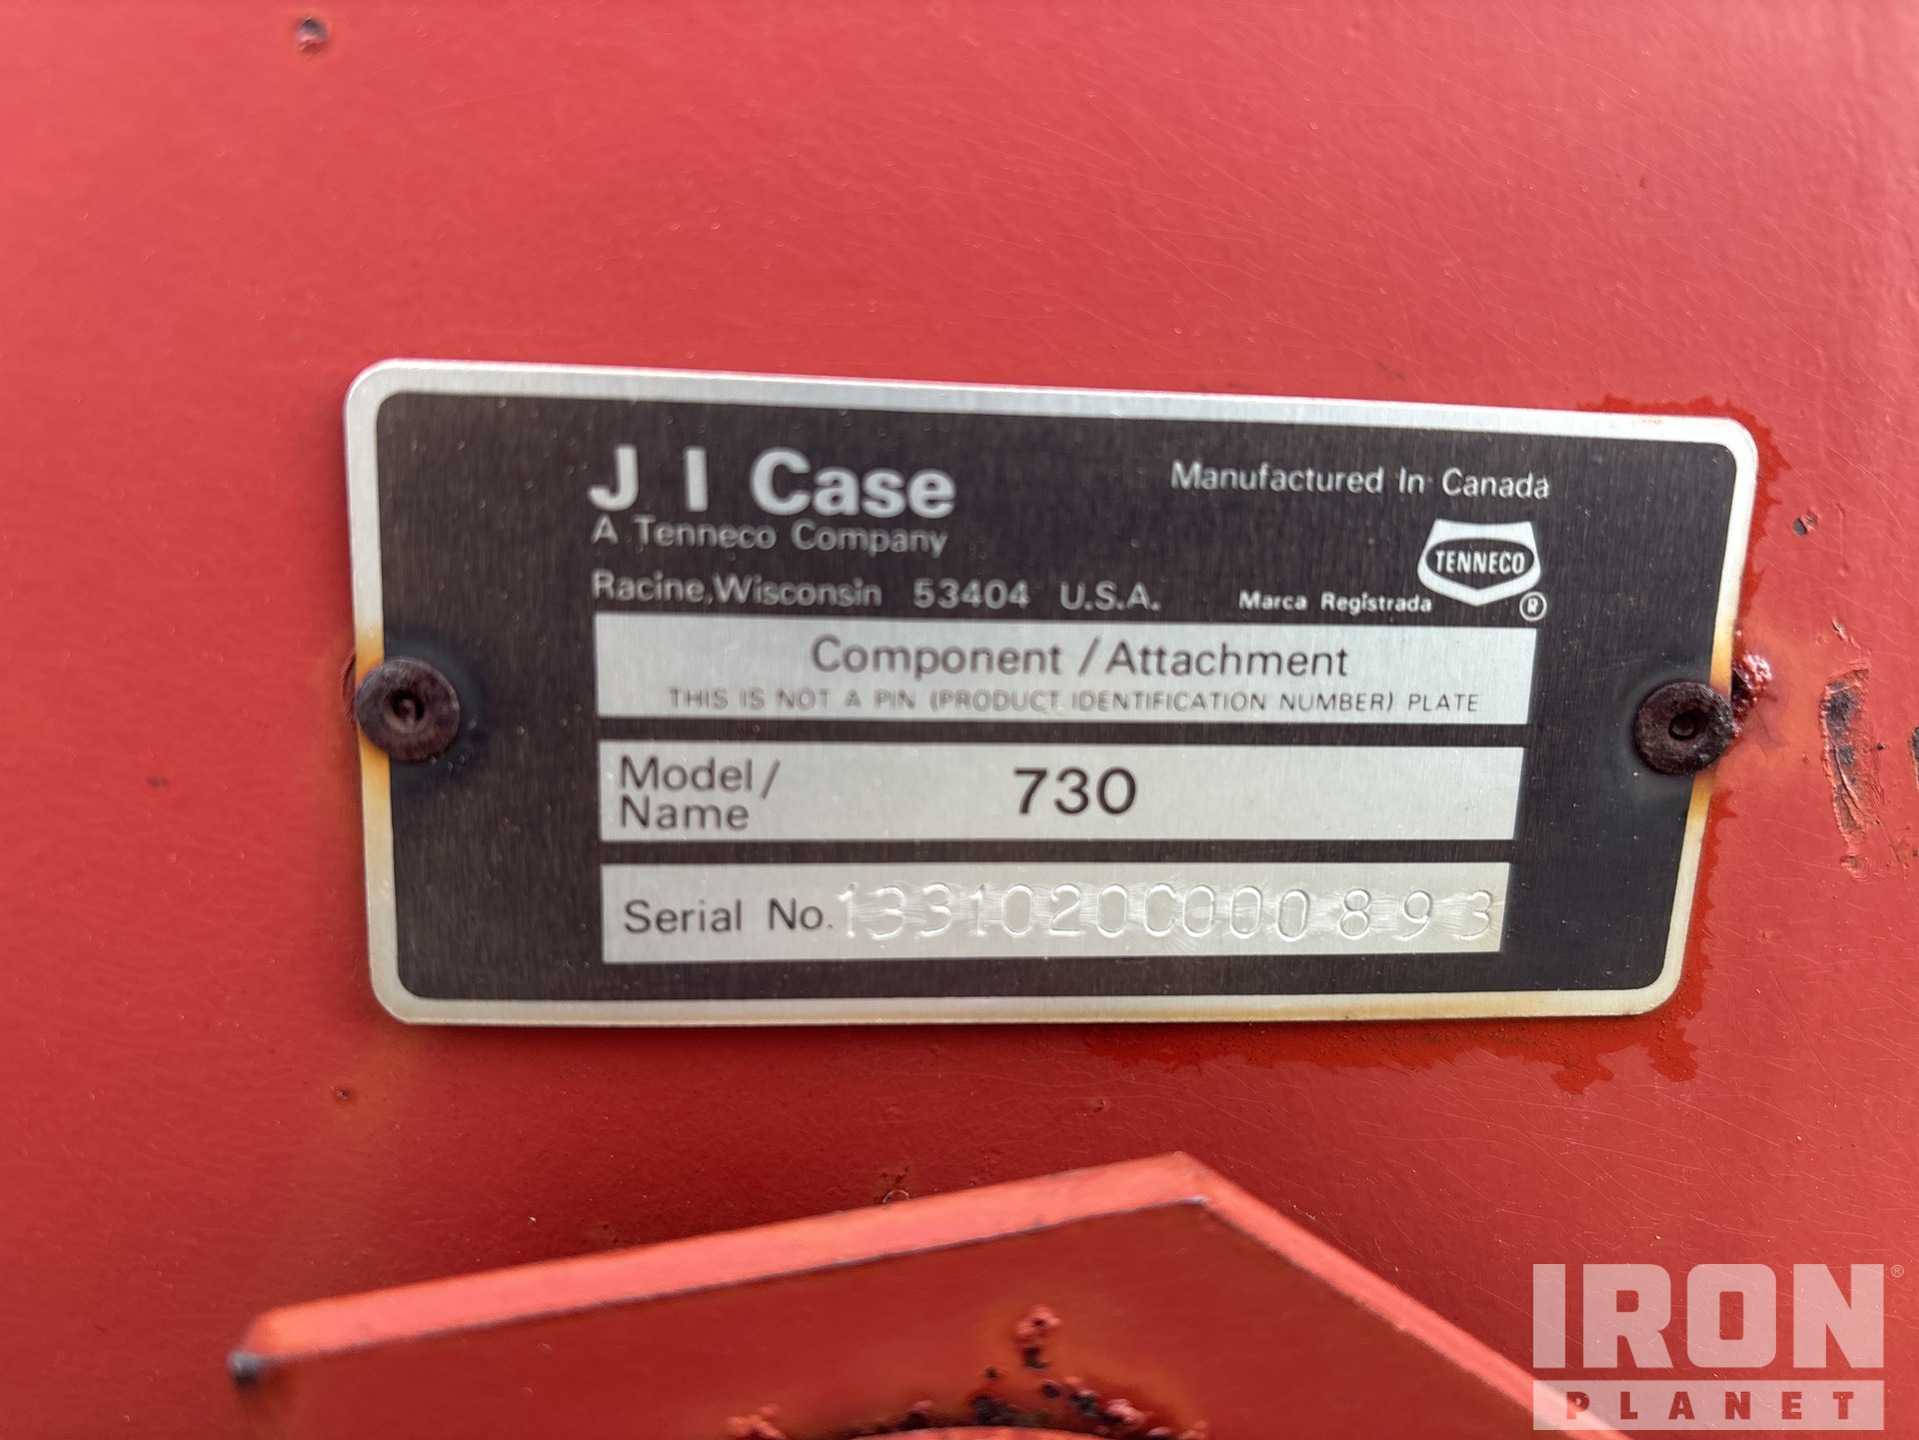 J I Case
Manufactured In Canada
A Tenneco Company
TENNECO
Racine, Wisconsin 53404 U.S.A.
Marca Registrada ®
Component / Attachment
THIS IS NOT A PIN (PRODUCT IDENTIFICATION NUMBER) PLATE
Model/
Name 730
Serial No. 1331020C000893
IRON®
PLANET